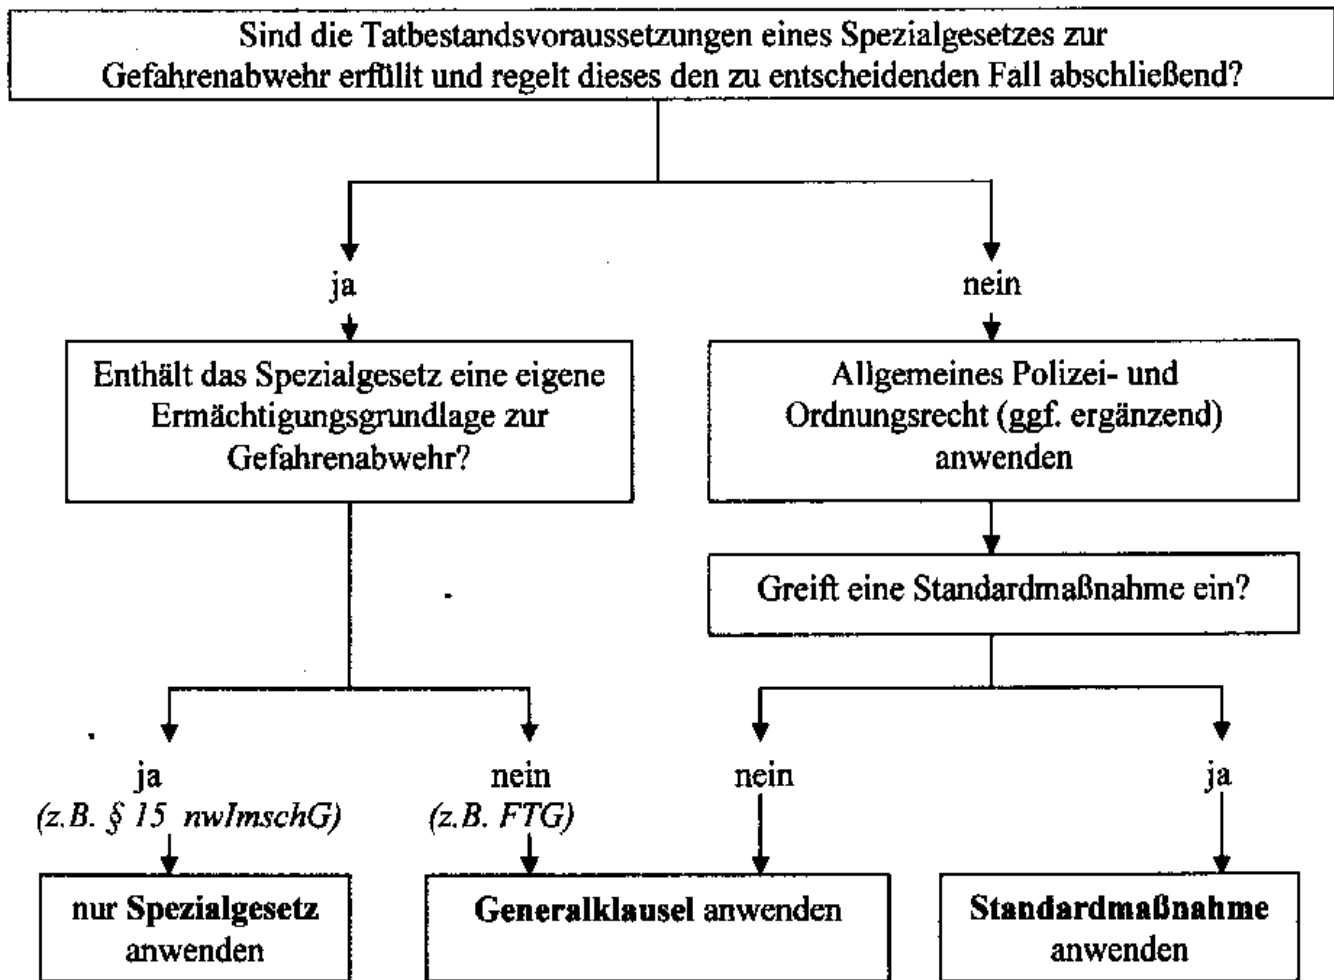 Sind die Tatbestandsvoraussetzungen eines Spezialgesetzes zur
Gefahrenabwehr erfüllt und regelt dieses den zu entscheidenden Fall abschließend?
ja
nein
Enthält das Spezialgesetz eine eigene
Ermächtigungsgrundlage zur
Gefahrenabwehr?
Allgemeines Polizei- und
Ordnungsrecht (ggf. ergänzend)
anwenden
Greift eine Standardmaßnahme ein?
ja
(z.B. § 15 nwImschG)
nein
(z.B. FTG)
nein
ja
nur Spezialgesetz
anwenden
Generalklausel anwenden
Standardmaßnahme
anwenden